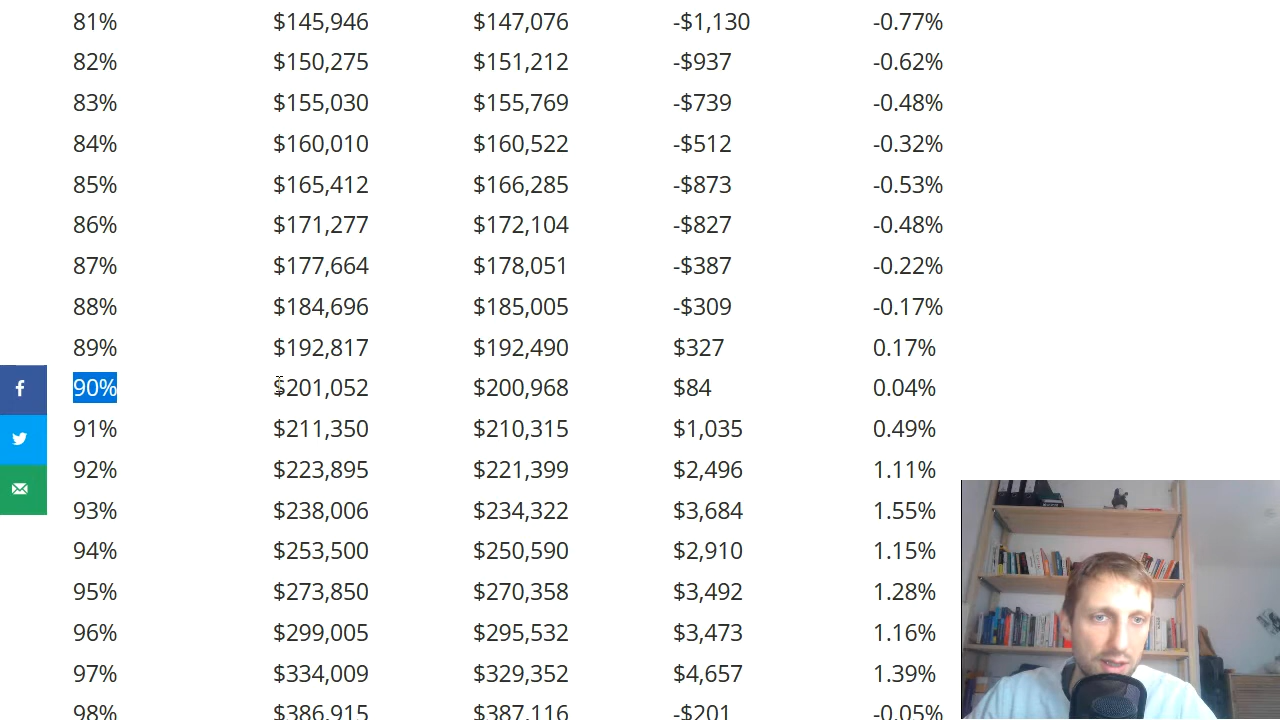 81% $145,946 $147,076 -$1,130 -0.77%
82% $150,275 $151,212 -$937 -0.62%
83% $155,030 $155,769 -$739 -0.48%
84% $160,010 $160,522 -$512 -0.32%
85% $165,412 $166,285 -$873 -0.53%
86% $171,277 $172,104 -$827 -0.48%
87% $177,664 $178,051 -$387 -0.22%
88% $184,696 $185,005 -$309 -0.17%
89% $192,817 $192,490 $327 0.17%
90% $201,052 $200,968 $84 0.04%
91% $211,350 $210,315 $1,035 0.49%
92% $223,895 $221,399 $2,496 1.11%
93% $238,006 $234,322 $3,684 1.55%
94% $253,500 $250,590 $2,910 1.15%
95% $273,850 $270,358 $3,492 1.28%
96% $299,005 $295,532 $3,473 1.16%
97% $334,009 $329,352 $4,657 1.39%
98% $386,915 $387,116 -$201 -0.05%